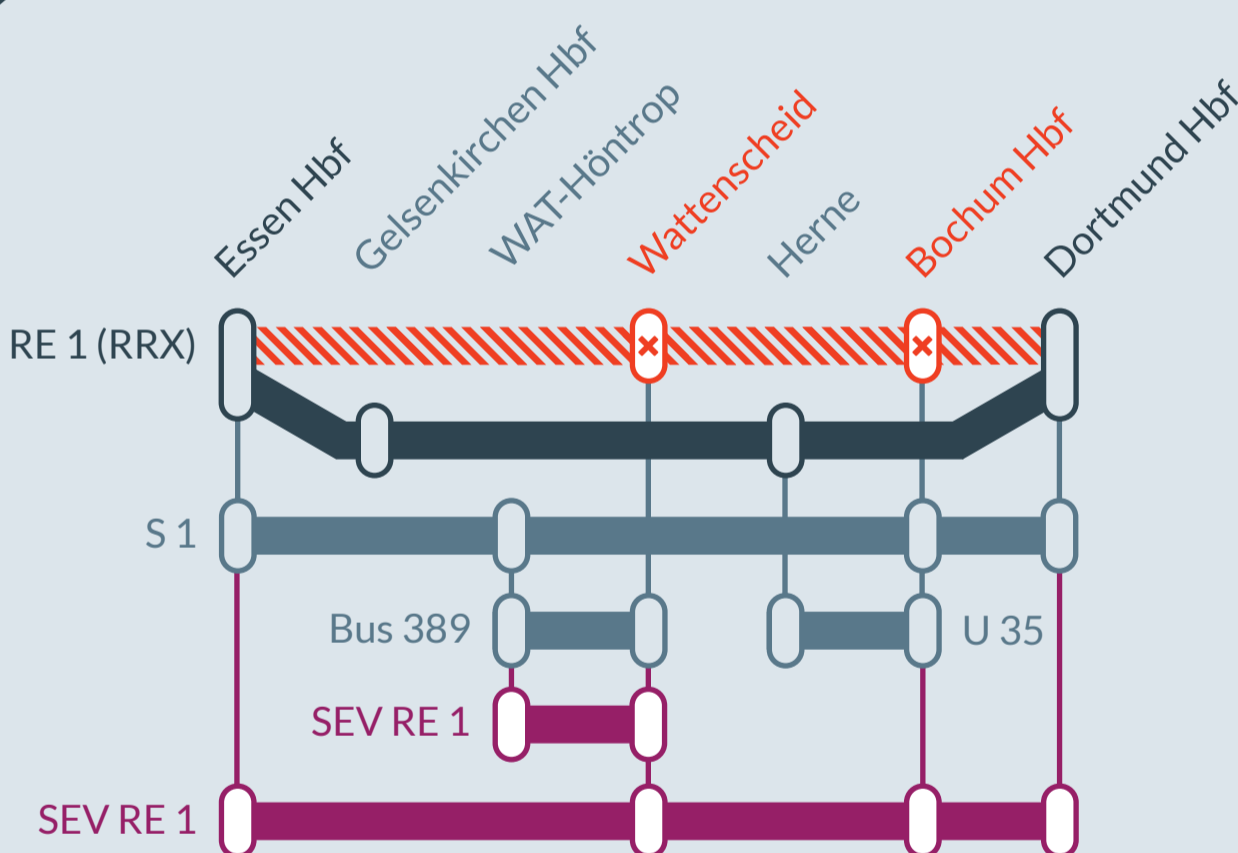 Essen Hbf
Gelsenkirchen Hbf
WAT-Höntrop
Wattenscheid
Herne
Bochum Hbf
Dortmund Hbf
RE 1 (RRX)
S 1
Bus 389
U 35
SEV RE 1
SEV RE 1